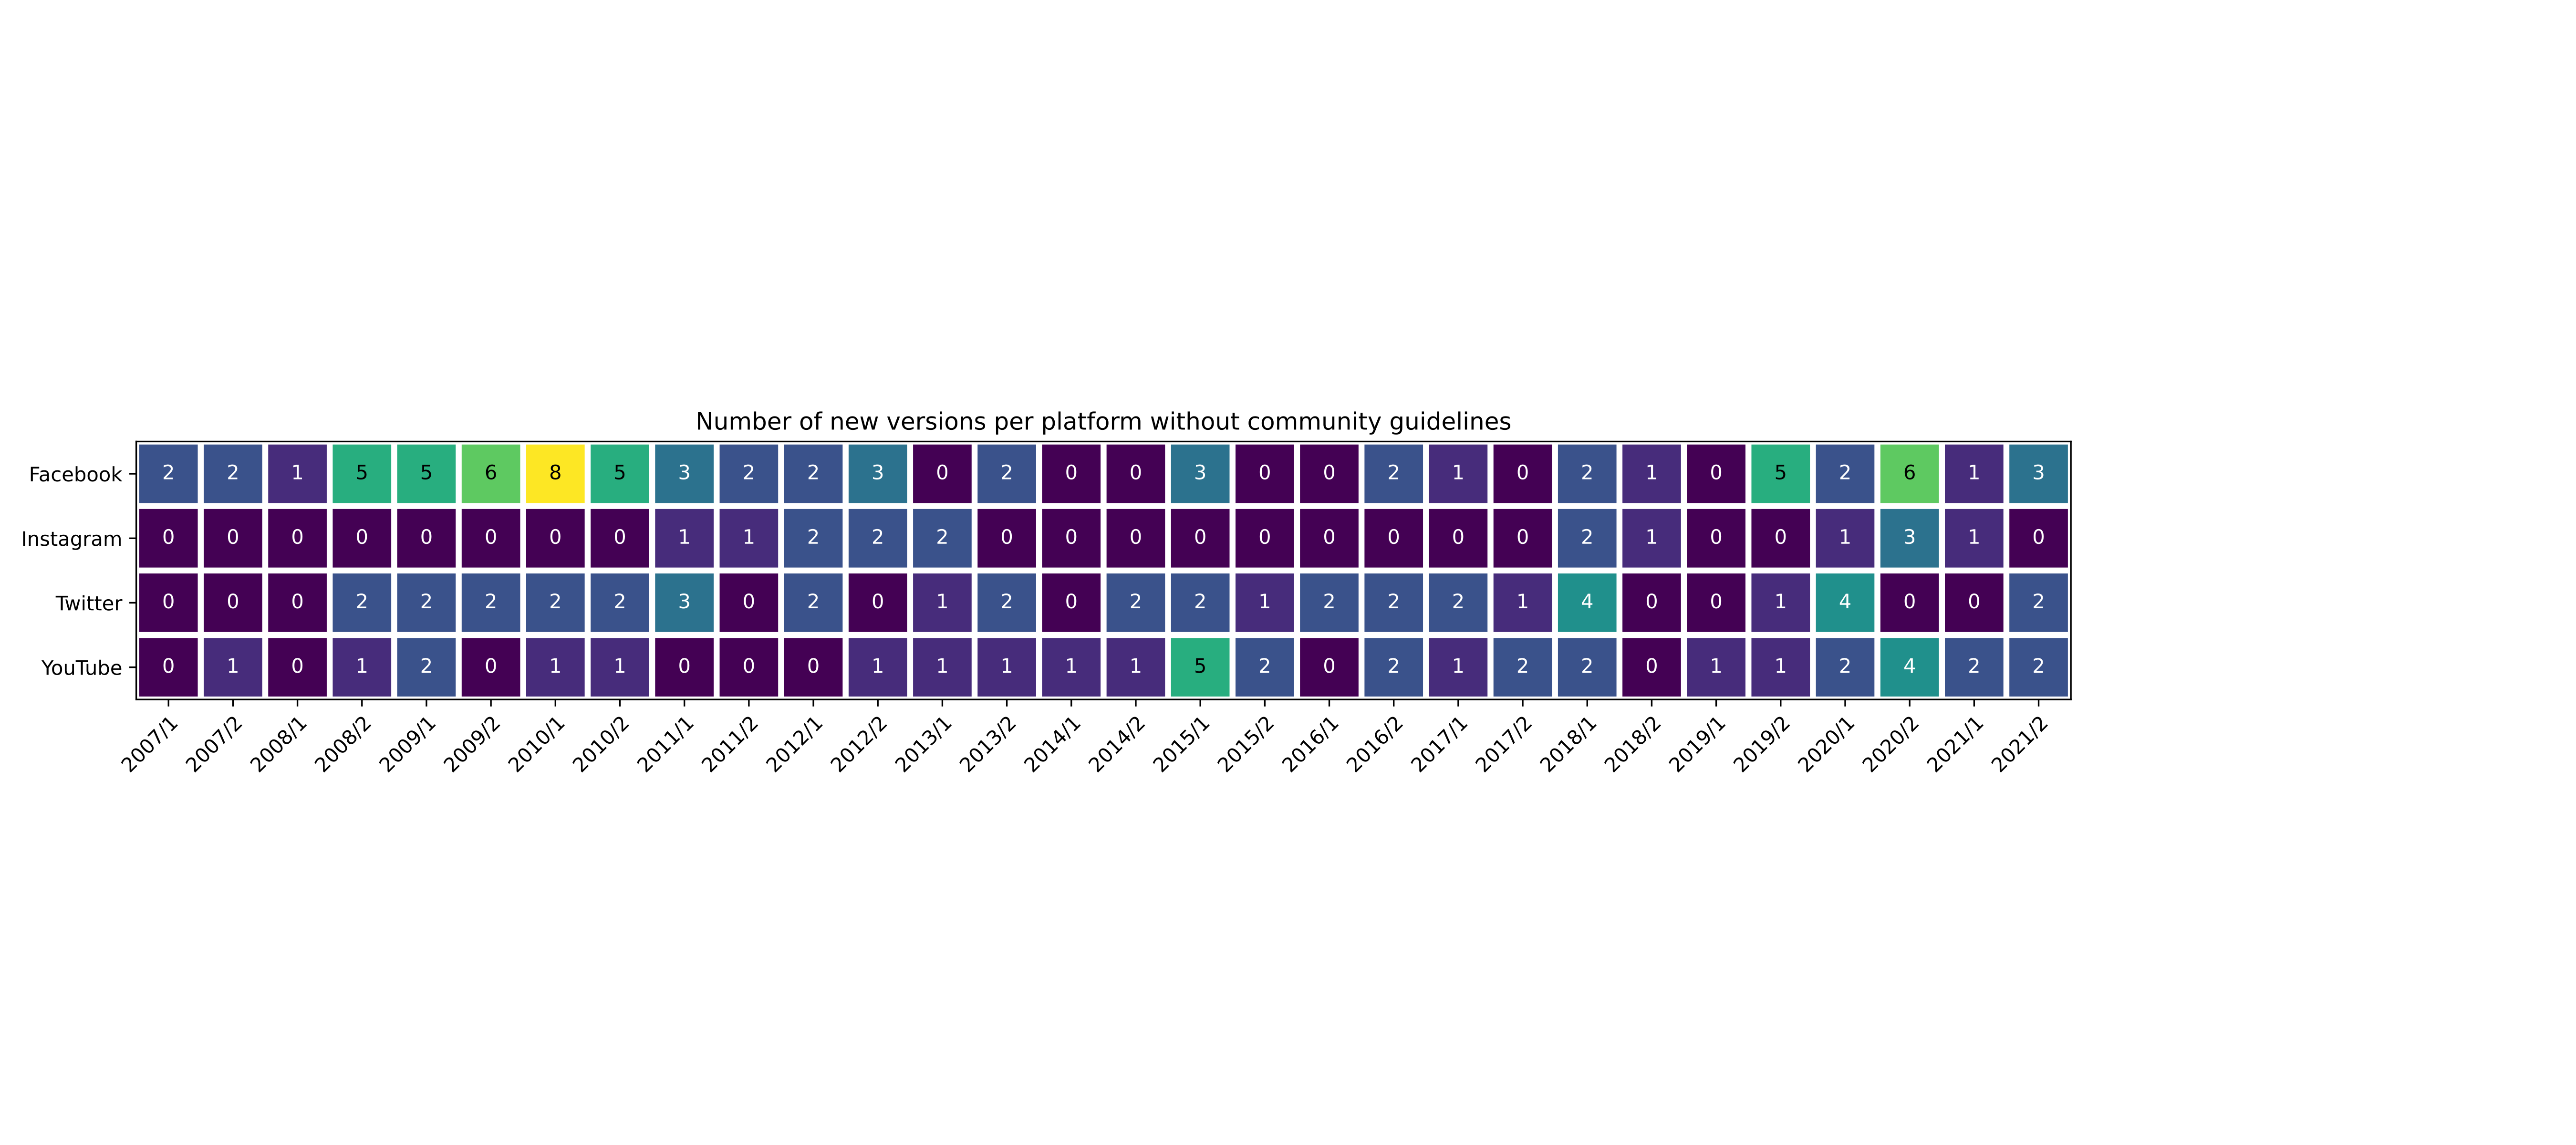 Number of new versions per platform without community guidelines
Facebook 2 2 1 5 5 6 8 5 3 2 2 3 0 2 0 0 3 0 0 2 1 0 2 1 0 5 2 6 1 3
Instagram 0 0 0 0 0 0 0 0 1 1 2 2 2 0 0 0 0 0 0 0 0 0 2 1 0 0 1 3 1 0
Twitter 0 0 0 2 2 2 2 2 3 0 2 0 1 2 0 2 2 1 2 2 2 1 4 0 0 1 4 0 0 2
YouTube 0 1 0 1 2 0 1 1 0 0 0 1 1 1 1 1 5 2 0 2 1 2 2 0 1 1 2 4 2 2
2007/1 2007/2 2008/1 2008/2 2009/1 2009/2 2010/1 2010/2 2011/1 2011/2 2012/1 2012/2 2013/1 2013/2 2014/1 2014/2 2015/1 2015/2 2016/1 2016/2 2017/1 2017/2 2018/1 2018/2 2019/1 2019/2 2020/1 2020/2 2021/1 2021/2